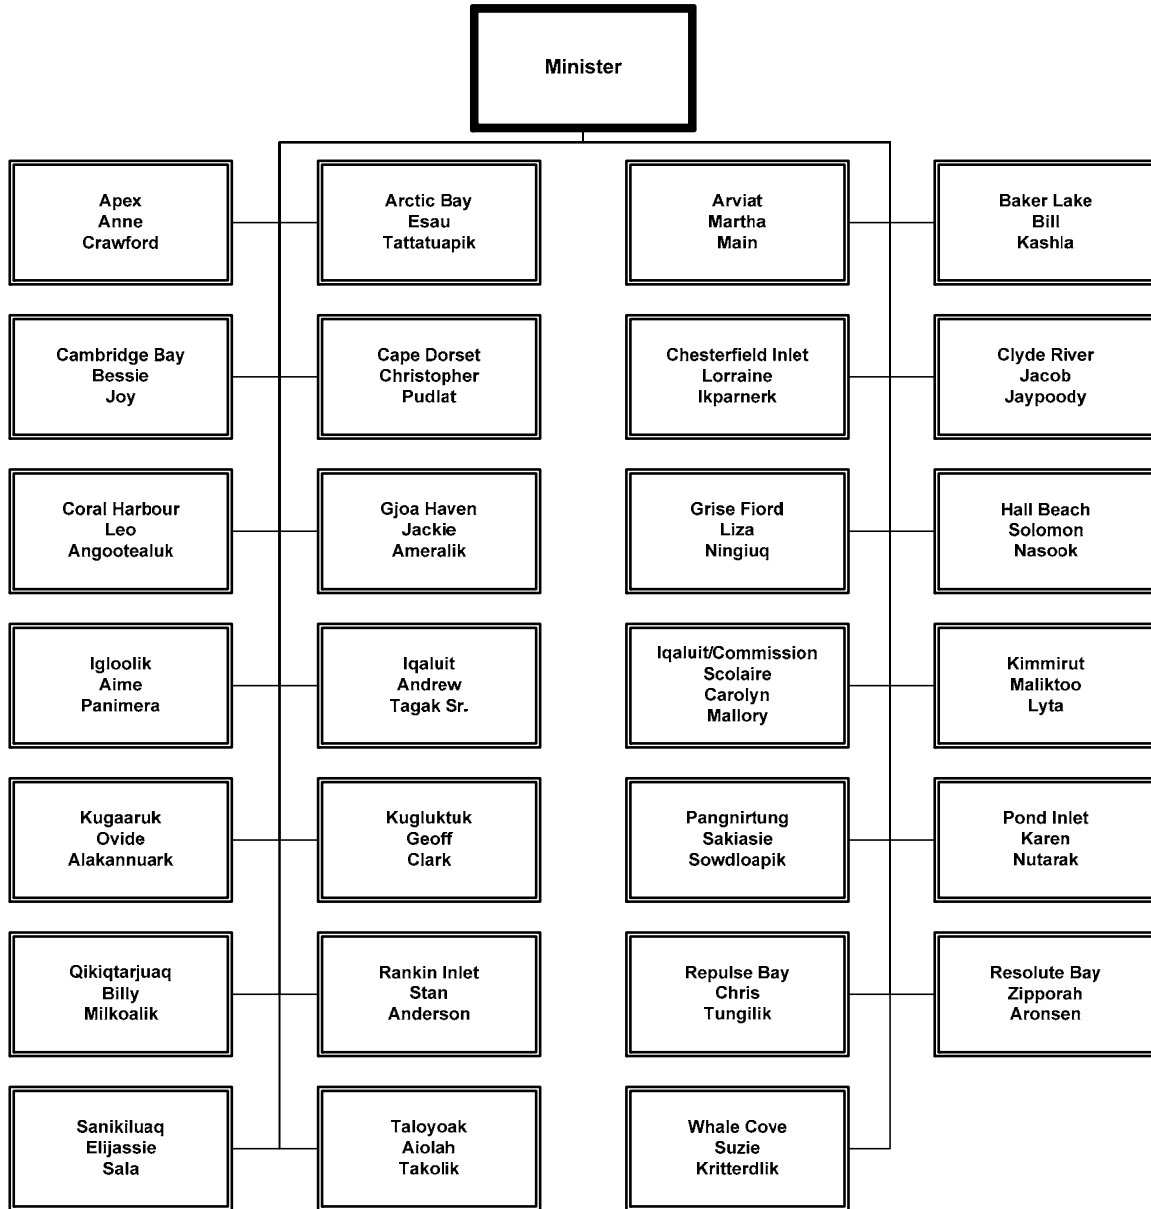 Minister
Apex
Anne
Crawford
Arctic Bay
Esau
Tattatuapik
Arviat
Martha
Main
Baker Lake
Bill
Kashla
Cambridge Bay
Bessie
Joy
Cape Dorset
Christopher
Pudlat
Chesterfield Inlet
Lorraine
Ikparnerk
Clyde River
Jacob
Jaypoody
Coral Harbour
Leo
Angootealuk
Gjoa Haven
Jackie
Ameralik
Grise Fiord
Liza
Ningiuq
Hall Beach
Solomon
Nasook
Igloolik
Aime
Panimera
Iqaluit
Andrew
Tagak Sr.
Iqaluit/Commission
Scolaire
Carolyn
Mallory
Kimmirut
Maliktoo
Lyta
Kugaaruk
Ovide
Alakannuark
Kugluktuk
Geoff
Clark
Pangnirtung
Sakiasie
Sowdloapik
Pond Inlet
Karen
Nutarak
Qikiqtarjuaq
Billy
Milkoalik
Rankin Inlet
Stan
Anderson
Repulse Bay
Chris
Tungilik
Resolute Bay
Zipporah
Aronsen
Sanikiluaq
Elijassie
Sala
Taloyoak
Aiolah
Takolik
Whale Cove
Suzie
Kritterdlik